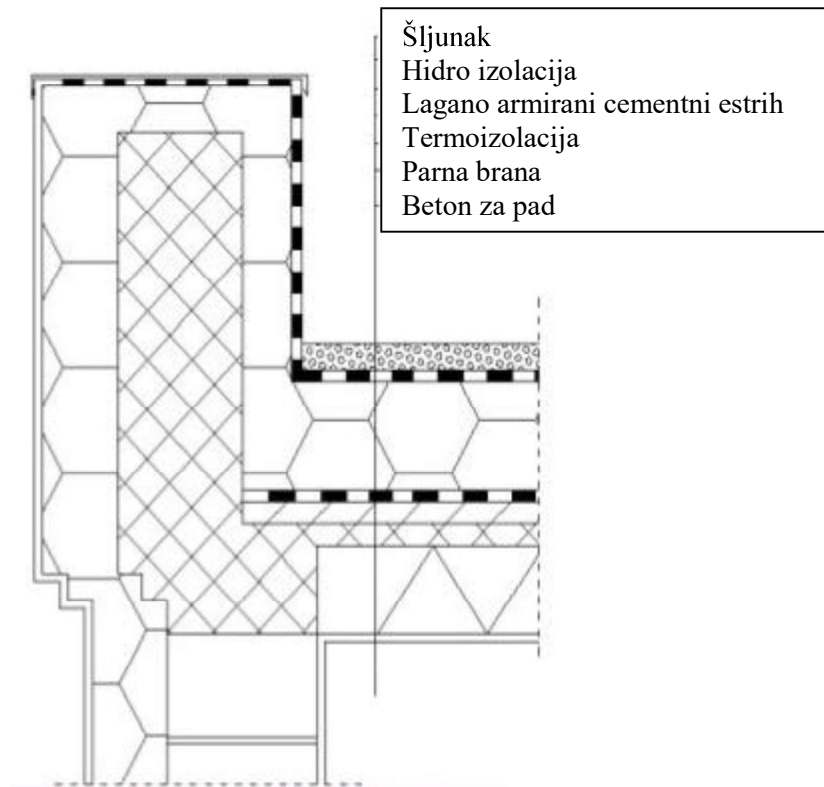 Šljunak
Hidro izolacija
Lagano armirani cementni estrih
Termoizolacija
Parna brana
Beton za pad